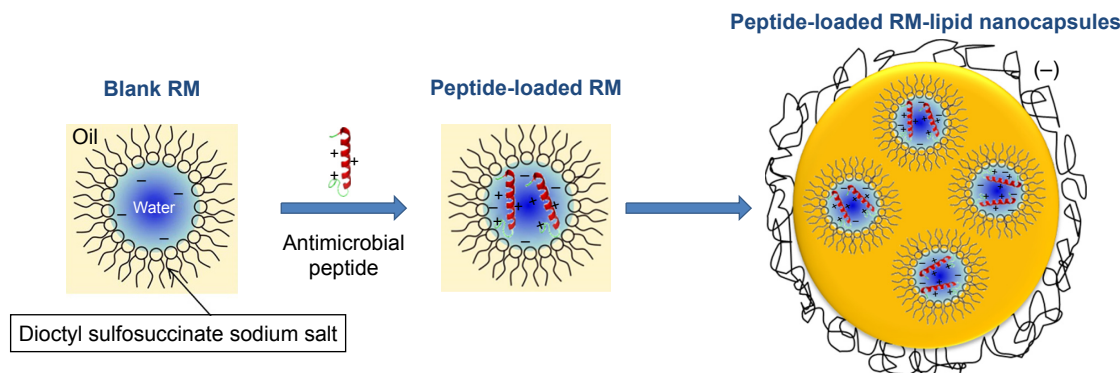 Peptide-loaded RM-lipid nanocapsules
Blank RM
Peptide-loaded RM
(−)
Oil
Water
Antimicrobial
peptide
Dioctyl sulfosuccinate sodium salt